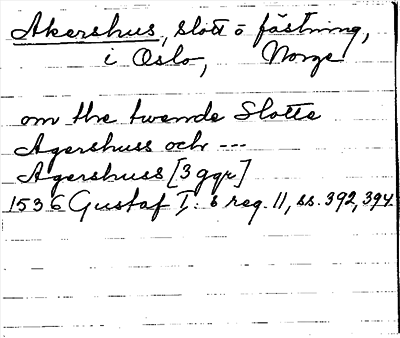 Akershus, slott o fästning,
i Oslo, Norge
om the twende Slotte
Agershuss och ---
Agershuss [3 ggr]
1536 Gustaf I:s reg. 11, ss. 392, 394